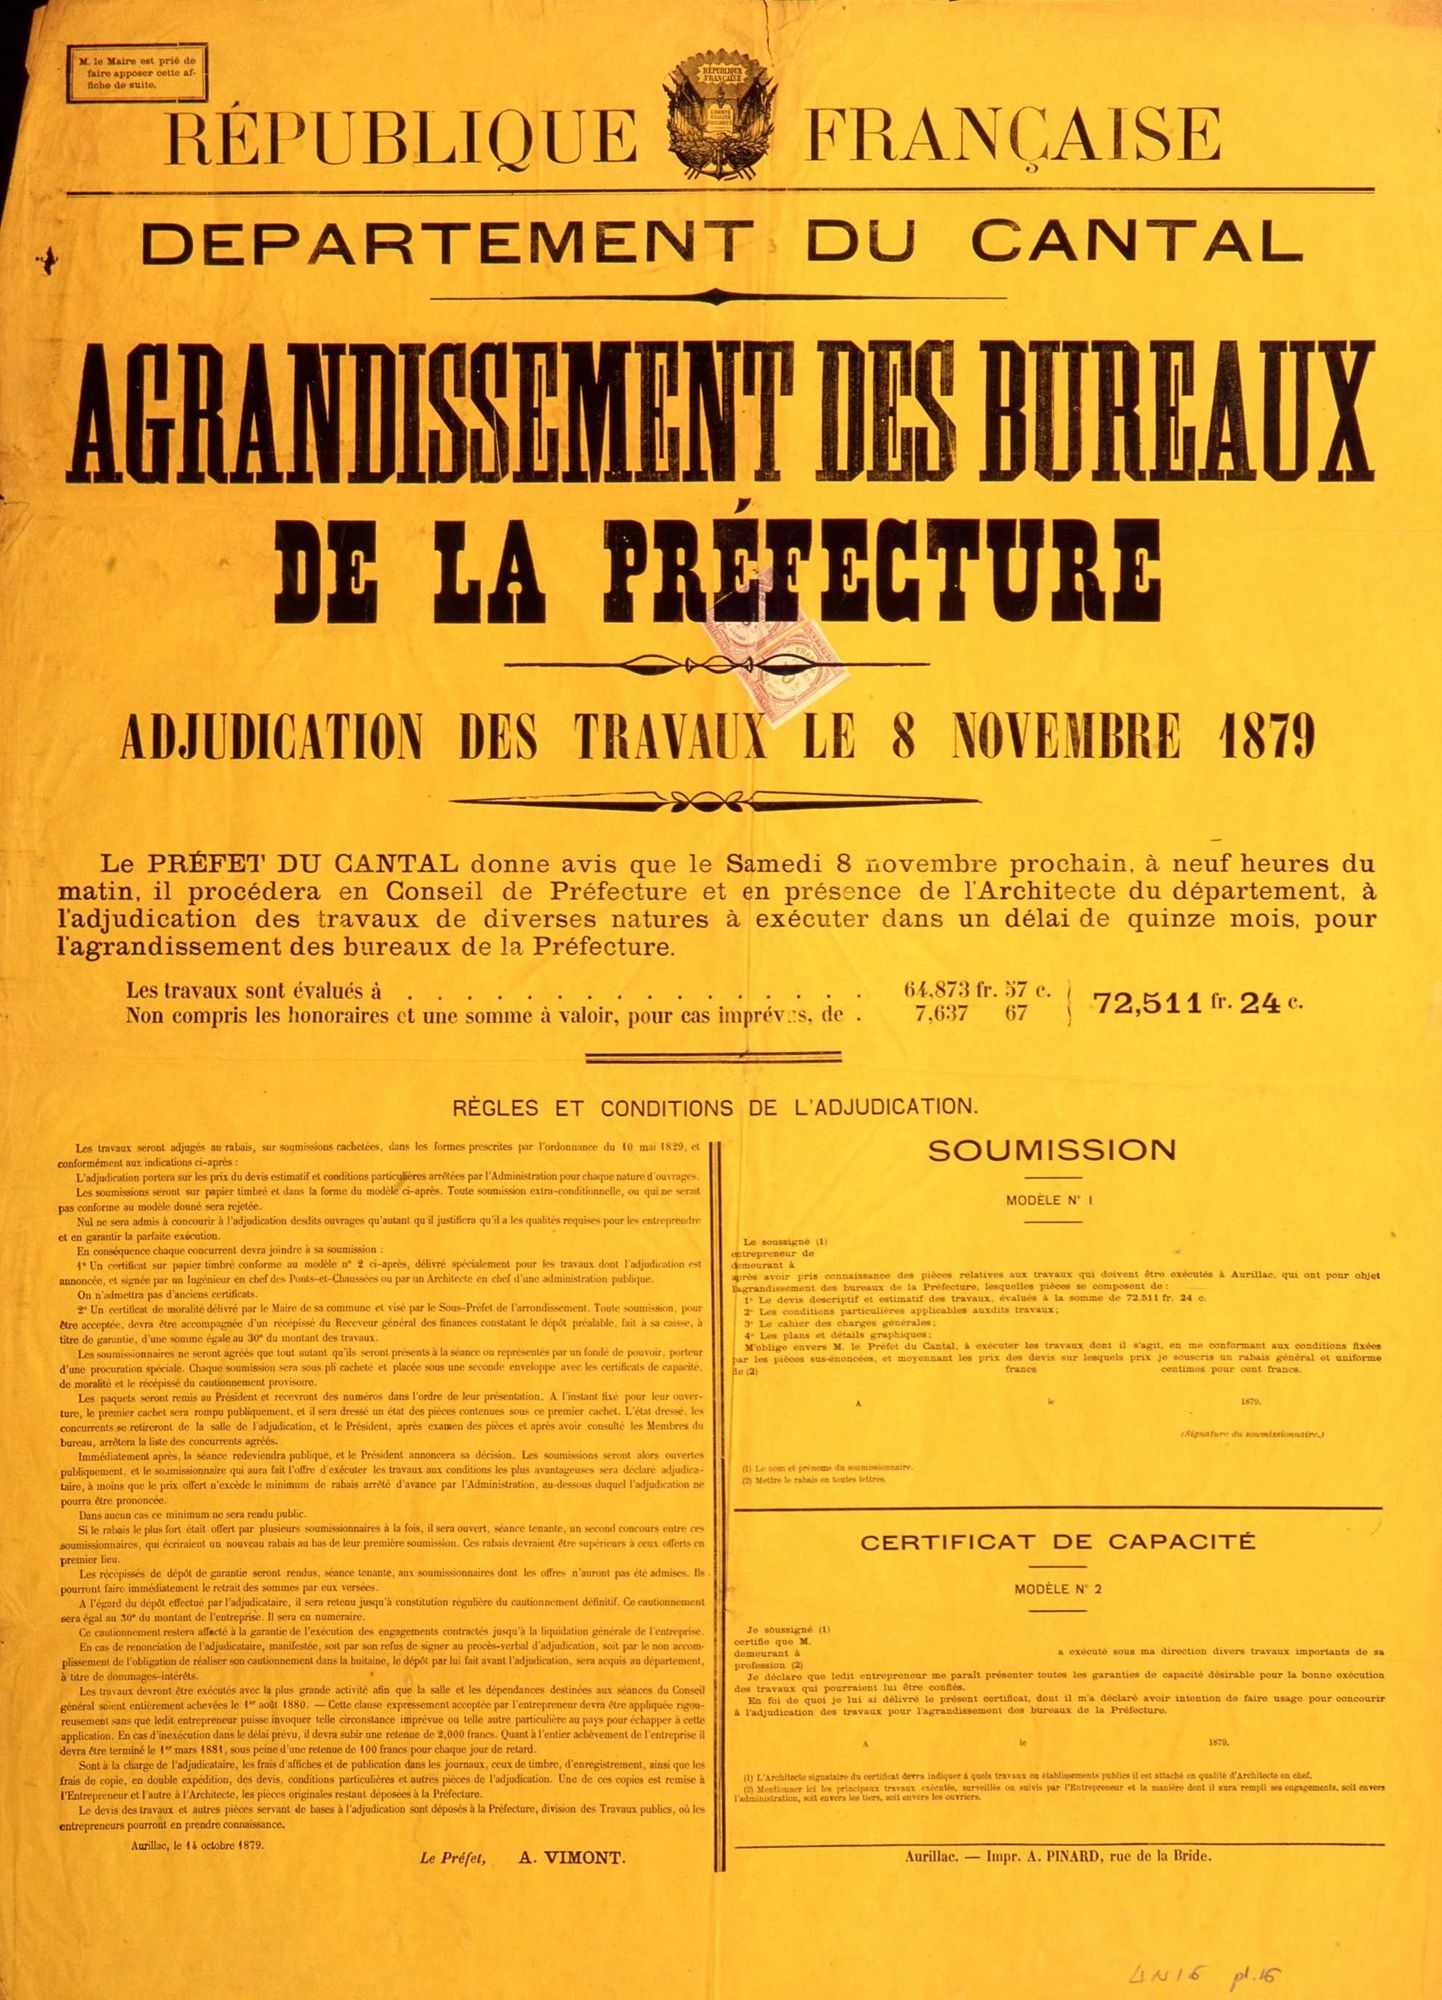 M. le Maire est prié de
faire apposer cette af-
fiche de suite,
RÉPUBLIQUE FRANÇAISE
RÉPUBLIQUE
FRANÇAISE
DEPARTEMENT DU CANTAL
AGRANDISSEMENT DES BUREAUX
DE LA PRÉFECTURE
ADJUDICATION DES TRAVAUX LE 8 NOVEMBRE 1879
Le PRÉFET DU CANTAL donne avis que le Samedi 8 novembre prochain, à neuf heures du
matin, il procédera en Conseil de Préfecture et en présence de l'Architecte du département, à
l'adjudication des travaux de diverses natures à exécuter dans un délai de quinze mois, pour
l'agrandissement des bureaux de la Préfecture.
Les travaux sont évalués à . . . . . . . . . . . . . . . . 64,873 fr. 57 c.
Non compris les honoraires et une somme à valoir, pour cas imprévus, de . 7,637 67
72,511 fr. 24 c.
RÈGLES ET CONDITIONS DE L'ADJUDICATION.
Les travaux seront adjugés au rabais, sur soumissions cachetées, dans les formes prescrites par l'ordonnance du 10 mai 1829, et
conformément aux indications ci-après :
L'adjudication portera sur les prix du devis estimatif et conditions particulières arrêtées par l'Administration pour chaque nature d'ouvrages.
Les soumissions seront sur papier timbré et dans la forme du modèle ci-après. Toute soumission extra-conditionnelle, ou qui ne serait
pas conforme au modèle donné sera rejetée.
Nul ne sera admis à concourir à l'adjudication desdits ouvrages qu'autant qu'il justifiera qu'il a les qualités requises pour les entreprendre
et en garantir la parfaite exécution.
En conséquence chaque concurrent devra joindre à sa soumission :
1° Un certificat sur papier timbré conforme au modèle n° 2 ci-après, délivré spécialement pour les travaux dont l'adjudication est
annoncée, et signée par un Ingénieur en chef des Ponts-et-Chaussées ou par un Architecte en chef d'une administration publique.
On n'admettra pas d'anciens certificats.
2° Un certificat de moralité délivré par le Maire de sa commune et visé par le Sous-Préfet de l'arrondissement. Toute soumission, pour
être acceptée, devra être accompagnée d'un récépissé du Receveur général des finances constatant le dépôt préalable, fait à sa caisse, à
titre de garantie, d'une somme égale au 30e du montant des travaux.
Les soumissionnaires ne seront agréés que tout autant qu'ils seront présents à la séance ou représentés par un fondé de pouvoir, porteur
d'une procuration spéciale. Chaque soumission sera sous pli cacheté et placée sous une seconde enveloppe avec les certificats de capacité,
de moralité et le récépissé du cautionnement provisoire.
Les paquets seront remis au Président et recevront des numéros dans l'ordre de leur présentation. A l'instant fixé pour leur ouver-
ture, le premier cachet sera rompu publiquement, et il sera dressé un état des pièces contenues sous ce premier cachet. L'état dressé, les
concurrents se retireront de la salle de l'adjudication, et le Président, après examen des pièces et après avoir consulté les Membres du
bureau, arrêtera la liste des concurrents agréés.
Immédiatement après, la séance redeviendra publique, et le Président annoncera sa décision. Les soumissions seront alors ouvertes
publiquement, et le soumissionnaire qui aura fait l'offre d'exécuter les travaux aux conditions les plus avantageuses sera déclaré adjudica-
taire, à moins que le prix offert n'excède le minimum de rabais arrêté d'avance par l'Administration, au-dessous duquel l'adjudication ne
pourra être prononcée.
Dans aucun cas ce minimum ne sera rendu public.
Si le rabais le plus fort était offert par plusieurs soumissionnaires à la fois, il sera ouvert, séance tenante, un second concours entre ces
soumissionnaires, qui écriraient un nouveau rabais au bas de leur première soumission. Ces rabais devraient être supérieurs à ceux offerts en
premier lieu.
Les récépissés de dépôt de garantie seront rendus, séance tenante, aux soumissionnaires dont les offres n'auront pas été admises. Ils
pourront faire immédiatement le retrait des sommes par eux versées.
A l'égard du dépôt effectué par l'adjudicataire, il sera retenu jusqu'à constitution régulière du cautionnement définitif. Ce cautionnement
sera égal au 30e du montant de l'entreprise. Il sera en numéraire.
Ce cautionnement restera affecté à la garantie de l'exécution des engagements contractés jusqu'à la liquidation générale de l'entreprise.
En cas de renonciation de l'adjudicataire, manifestée, soit par son refus de signer au procès-verbal d'adjudication, soit par le non accom-
plissement de l'obligation de réaliser son cautionnement dans la huitaine, le dépôt par lui fait avant l'adjudication, sera acquis au département,
à titre de dommages-intérêts.
Les travaux devront être exécutés avec la plus grande activité afin que la salle et les dépendances destinées aux séances du Conseil
général soient entièrement achevées le 1er août 1880. — Cette clause expressement acceptée par l'entrepreneur devra être appliquée rigou-
reusement sans que ledit entrepreneur puisse invoquer telle circonstance imprévue ou telle autre particulière au pays pour échapper à cette
application. En cas d'inexécution dans le délai prévu, il devra subir une retenue de 2,000 francs. Quant à l'entier achèvement de l'entreprise il
devra être terminé le 1er mars 1881, sous peine d'une retenue de 100 francs pour chaque jour de retard.
Sont à la charge de l'adjudicataire, les frais d'affiches et de publication dans les journaux, ceux de timbre, d'enregistrement, ainsi que les
frais de copie, en double expédition, des devis, conditions particulières et autres pièces de l'adjudication. Une de ces copies est remise à
l'Entrepreneur et l'autre à l'Architecte, les pièces originales restant déposées à la Préfecture.
Le devis des travaux et autres pièces servant de bases à l'adjudication sont déposés à la Préfecture, division des Travaux publics, où les
entrepreneurs pourront en prendre connaissance.
Aurillac, le 14 octobre 1879.
Le Préfet, A. VIMONT.
SOUMISSION
MODÈLE N° 1
Le soussigné (1)
entrepreneur de
demeurant à
après avoir pris connaissance des pièces relatives aux travaux qui doivent être exécutés à Aurillac, qui ont pour objet
l'agrandissement des bureaux de la Préfecture, lesquelles pièces se composent de :
1° Le devis descriptif et estimatif des travaux, évalués à la somme de 72,511 fr. 24 c.
2° Les conditions particulières applicables auxdits travaux;
3° Le cahier des charges générales;
4° Les plans et détails graphiques;
M'oblige envers M. le Préfet du Cantal, à exécuter les travaux dont il s'agit, en me conformant aux conditions fixées
par les pièces sus-énoncées, et moyennant les prix des devis sur lesquels prix je souscris un rabais général et uniforme
de (2) francs centimes pour cent francs.
A le 1879.
(Signature du soumissionnaire.)
(1) Le nom et prénoms du soumissionnaire.
(2) Mettre le rabais en toutes lettres.
CERTIFICAT DE CAPACITÉ
MODÈLE N° 2
Je soussigné (1)
certifie que M.
demeurant à a exécuté sous ma direction divers travaux importants de sa
profession (2)
Je déclare que ledit entrepreneur me paraît présenter toutes les garanties de capacité désirable pour la bonne exécution
des travaux qui pourraient lui être confiés.
En foi de quoi je lui ai délivré le présent certificat, dont il m'a déclaré avoir intention de faire usage pour concourir
à l'adjudication des travaux pour l'agrandissement des bureaux de la Préfecture.
A le 1879.
(1) L'Architecte signataire du certificat devra indiquer à quels travaux ou établissements publics il est attaché en qualité d'Architecte en chef.
(2) Mentionner ici les principaux travaux exécutés, surveillés ou suivis par l'Entrepreneur et la manière dont il aura rempli ses engagements, soit envers
l'administration, soit envers les tiers, soit envers les ouvriers.
Aurillac. — Impr. A. PINARD, rue de la Bride.
4N16 pl.16